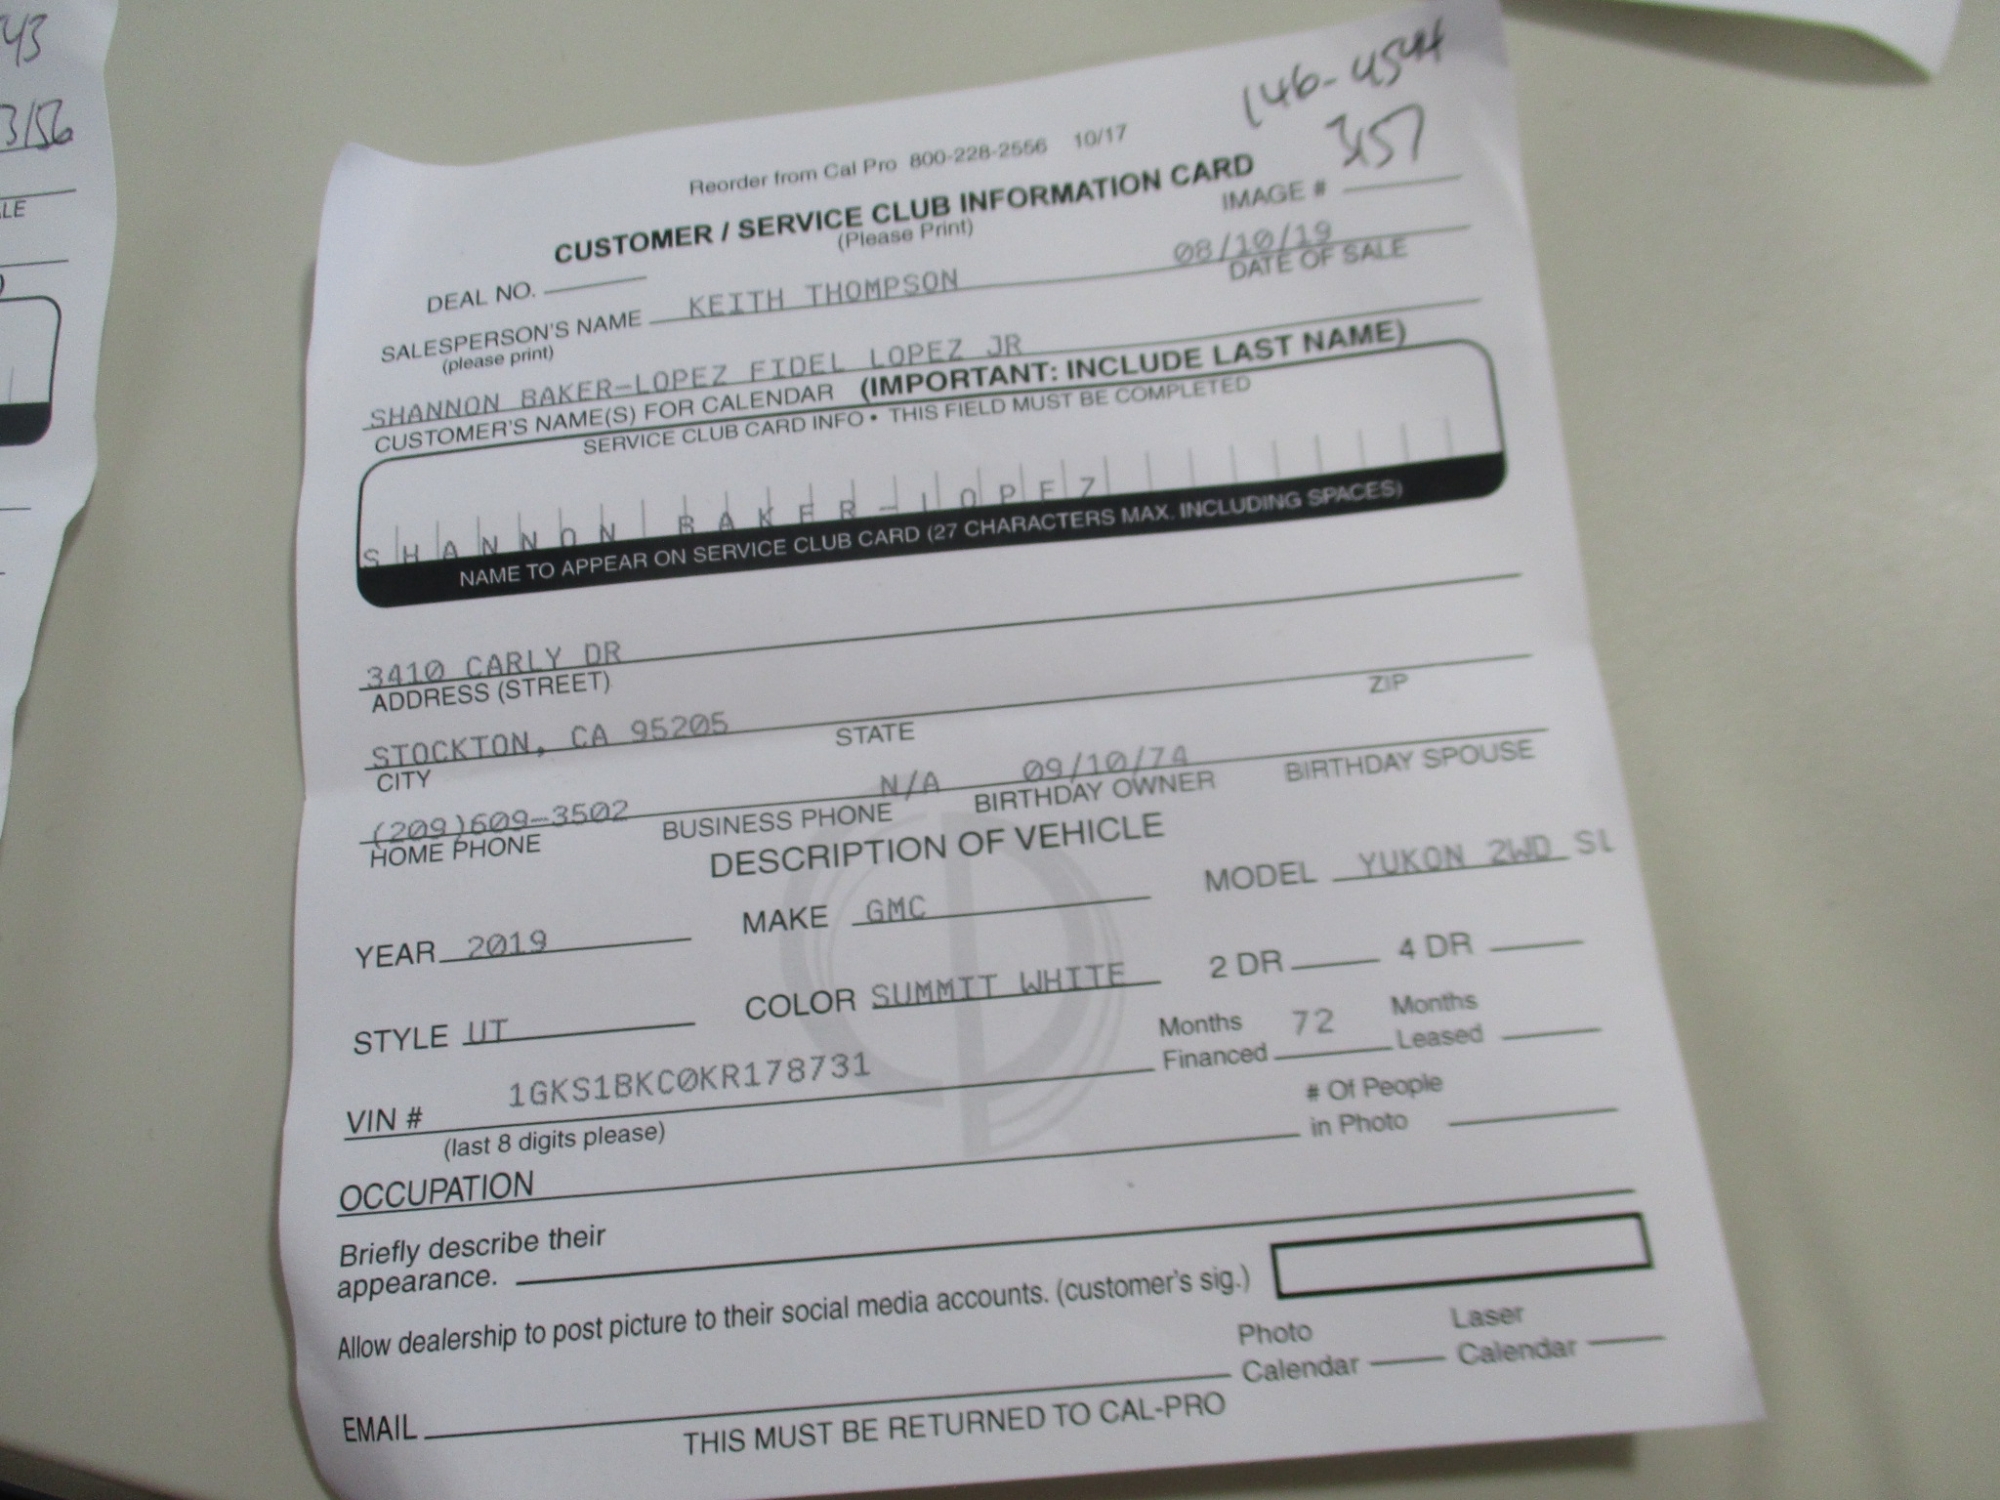 43
3/56
LE
146-4544
357
Reorder from Cal Pro 800-228-2556 10/17
CUSTOMER / SERVICE CLUB INFORMATION CARD
(Please Print)
IMAGE #
DEAL NO.
08/10/19
DATE OF SALE
SALESPERSON'S NAME KEITH THOMPSON
(please print)
SHANNON BAKER-LOPEZ FIDEL LOPEZ JR
CUSTOMER'S NAME(S) FOR CALENDAR (IMPORTANT: INCLUDE LAST NAME)
SERVICE CLUB CARD INFO • THIS FIELD MUST BE COMPLETED
SHANNON BAKER-LOPEZ
NAME TO APPEAR ON SERVICE CLUB CARD (27 CHARACTERS MAX. INCLUDING SPACES)
3410 CARLY DR
ADDRESS (STREET)
STOCKTON, CA 95205
CITY STATE ZIP
(209)609-3502 N/A 09/10/74
HOME PHONE BUSINESS PHONE BIRTHDAY OWNER BIRTHDAY SPOUSE
DESCRIPTION OF VEHICLE
YEAR 2019 MAKE GMC MODEL YUKON 2WD SL
STYLE UT COLOR SUMMIT WHITE 2 DR 4 DR
VIN # 1GKS1BKC0KR178731 Months Financed 72 Months Leased
(last 8 digits please)
OCCUPATION # Of People in Photo
Briefly describe their
appearance.
Allow dealership to post picture to their social media accounts. (customer's sig.)
EMAIL Photo Calendar Laser Calendar
THIS MUST BE RETURNED TO CAL-PRO